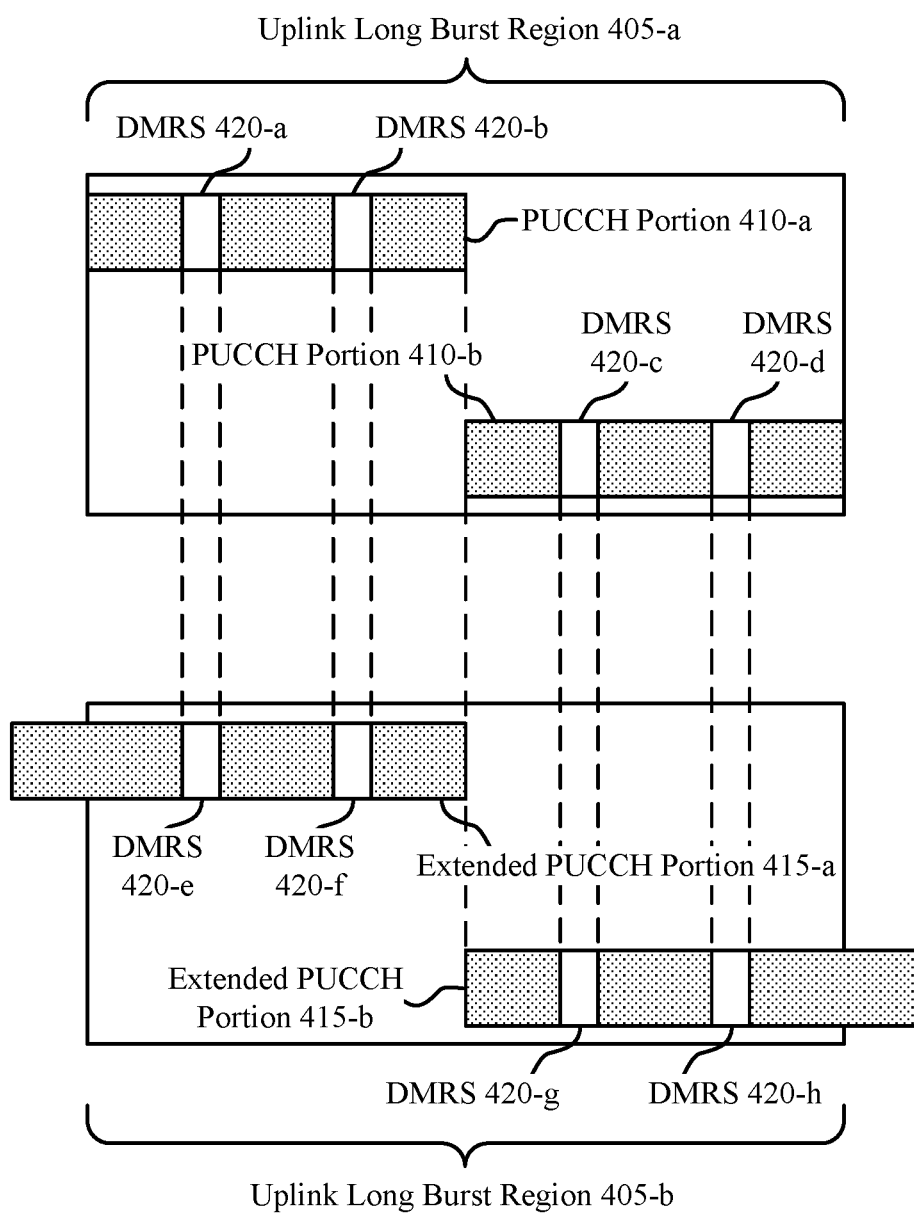 Uplink Long Burst Region 405-a
DMRS 420-a
DMRS 420-b
PUCCH Portion 410-a
PUCCH Portion 410-b
DMRS
420-c
DMRS
420-d
DMRS
420-e
DMRS
420-f
Extended PUCCH Portion 415-a
Extended PUCCH
Portion 415-b
DMRS 420-g
DMRS 420-h
Uplink Long Burst Region 405-b